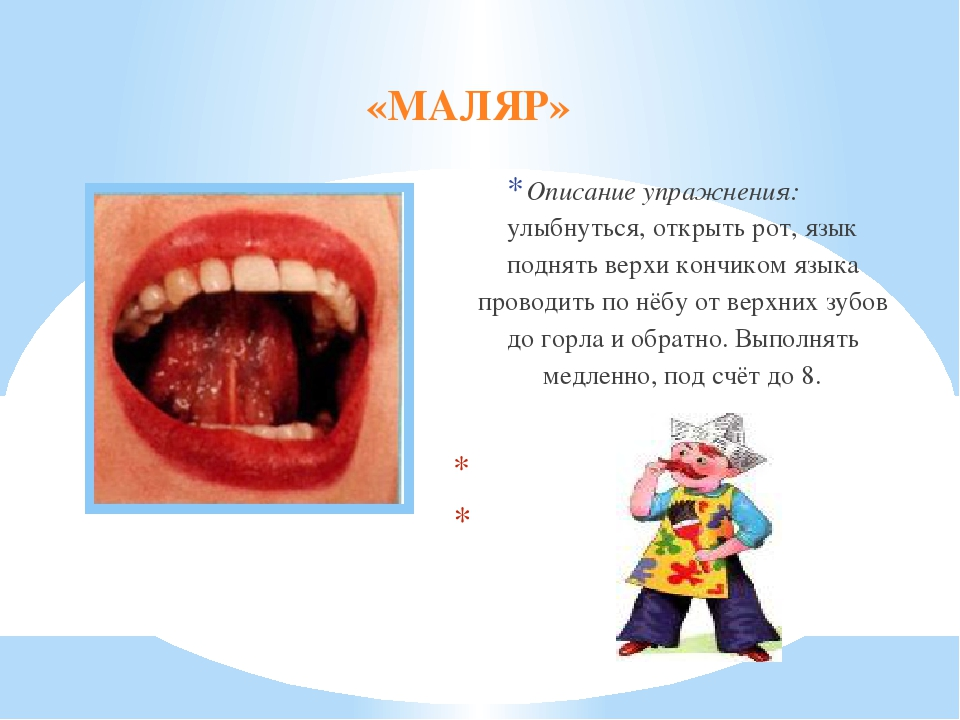 «МАЛЯР»
* Описание упражнения:
улыбнуться, открыть рот, язык
поднять верхи кончиком языка
проводить по нёбу от верхних зубов
до горла и обратно. Выполнять
медленно, под счёт до 8.
*
*